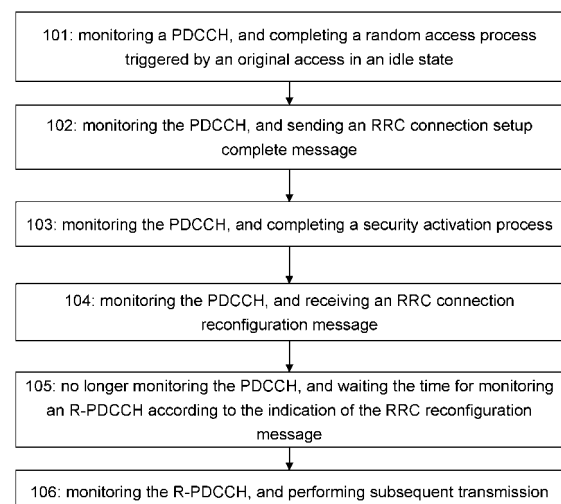 101: monitoring a PDCCH, and completing a random access process
triggered by an original access in an idle state
102: monitoring the PDCCH, and sending an RRC connection setup
complete message
103: monitoring the PDCCH, and completing a security activation process
104: monitoring the PDCCH, and receiving an RRC connection
reconfiguration message
105: no longer monitoring the PDCCH, and waiting the time for monitoring
an R-PDCCH according to the indication of the RRC reconfiguration
message
106: monitoring the R-PDCCH, and performing subsequent transmission